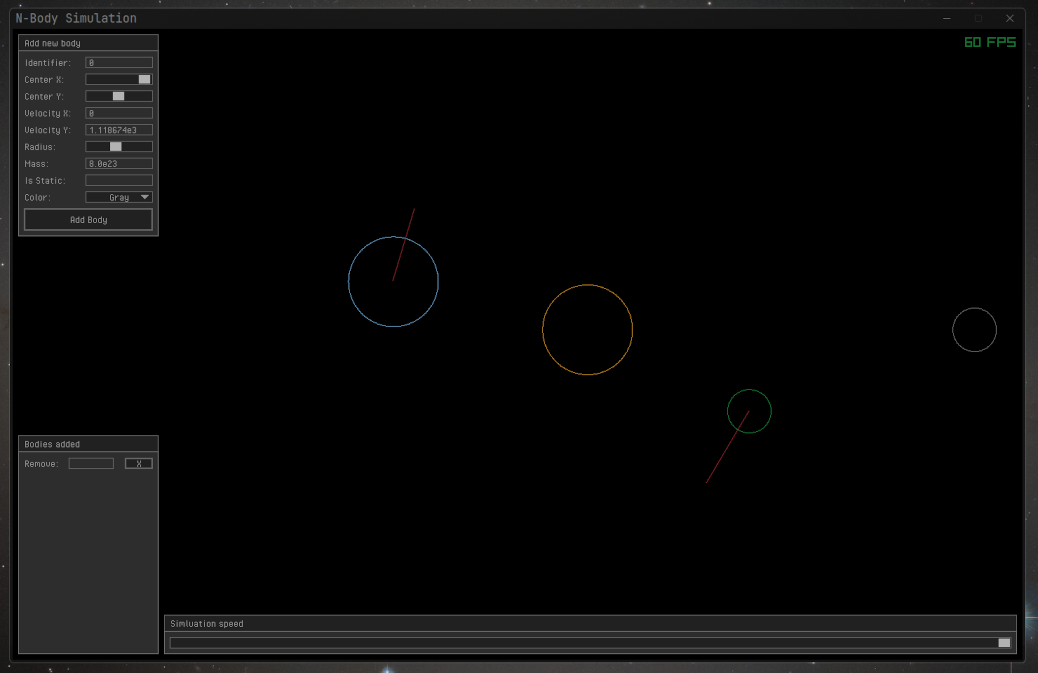 N-Body Simulation
60 FPS
Add new body
Identifier: 0
Center X:
Center Y:
Velocity X: 0
Velocity Y: 1.118674e3
Radius:
Mass: 8.0e23
Is Static:
Color: Gray
Add Body
Bodies added
Remove: X
Simluation speed